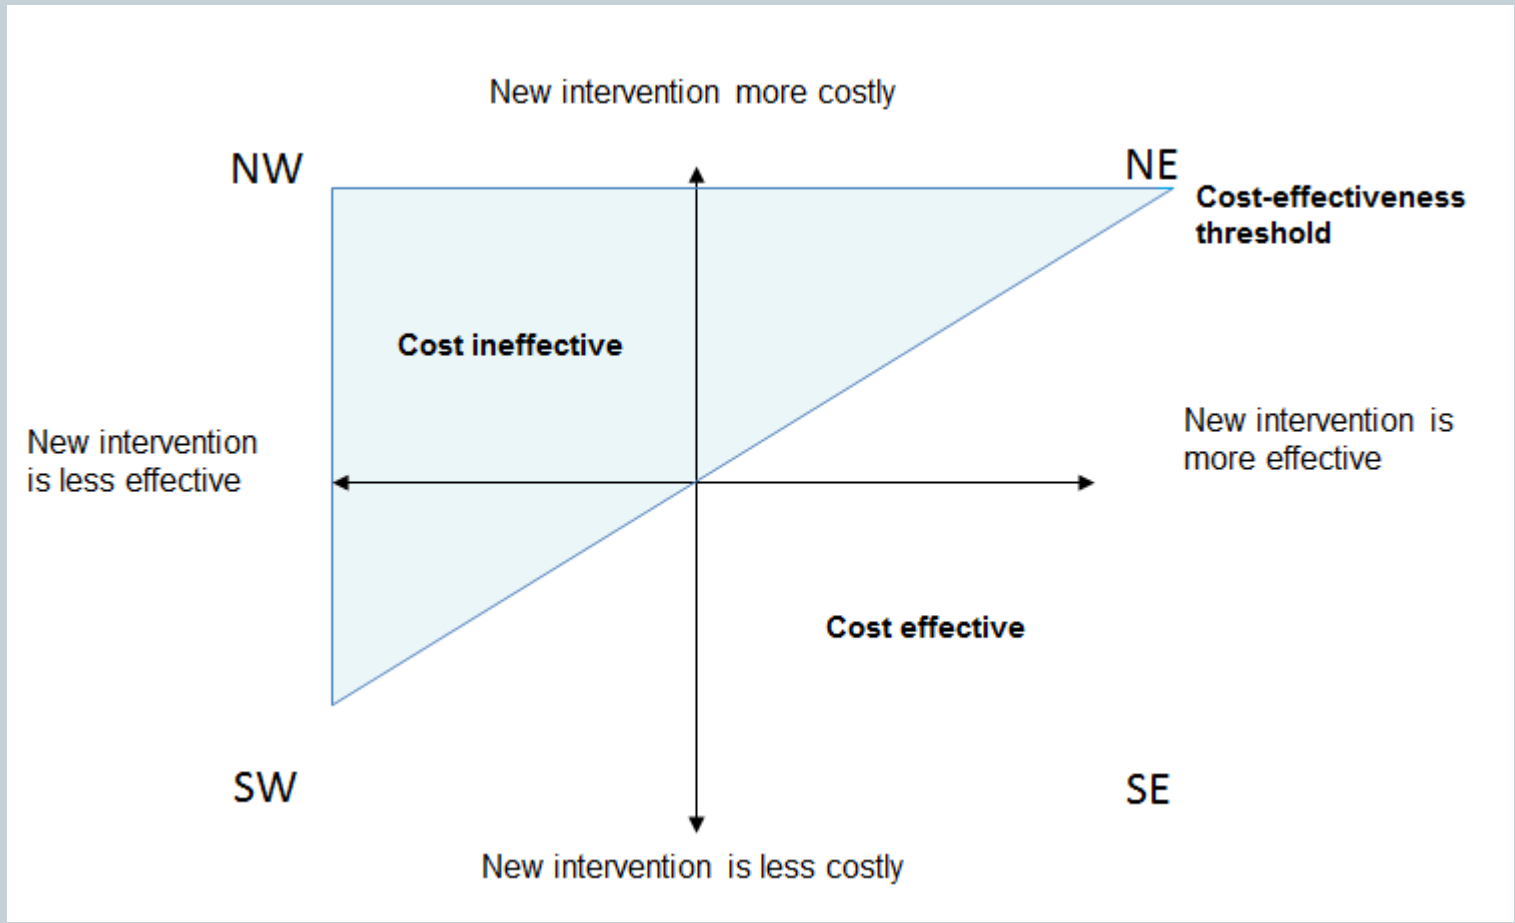 New intervention more costly
NW
NE
Cost-effectiveness
threshold
Cost ineffective
New intervention
is less effective
New intervention is
more effective
Cost effective
SW
SE
New intervention is less costly